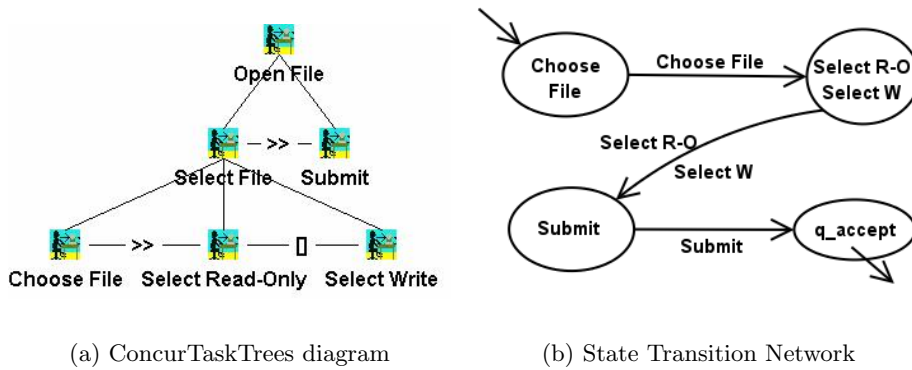 Open File
>>
Select File
Submit
>>
[]
Choose File
Select Read-Only
Select Write
(a) ConcurTaskTrees diagram
Choose
File
Choose File
Select R-O
Select W
Select R-O
Select W
Submit
Submit
q_accept
(b) State Transition Network